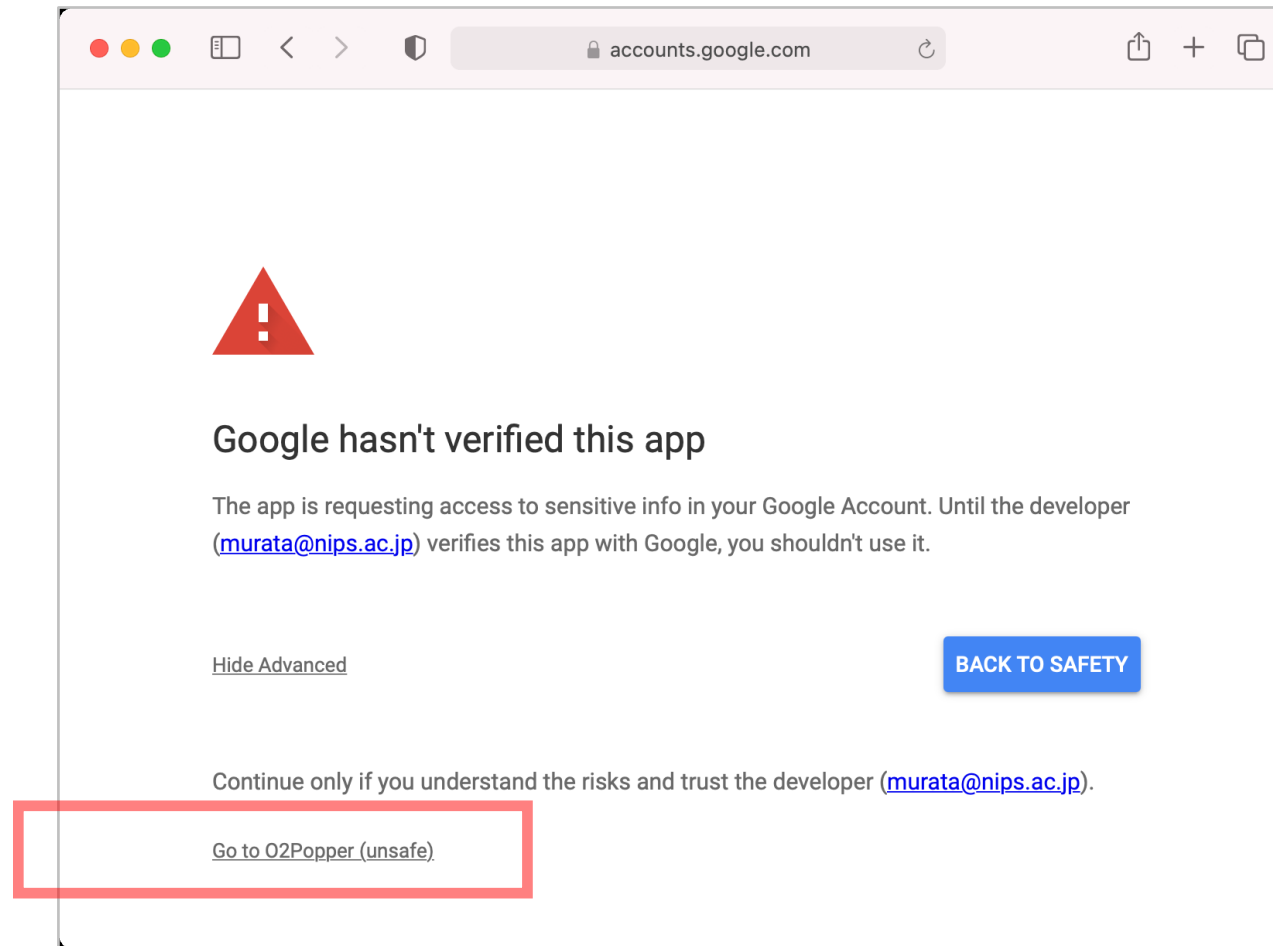 accounts.google.com
Google hasn't verified this app
The app is requesting access to sensitive info in your Google Account. Until the developer
(murata@nips.ac.jp) verifies this app with Google, you shouldn't use it.
Hide Advanced
BACK TO SAFETY
Continue only if you understand the risks and trust the developer (murata@nips.ac.jp).
Go to O2Popper (unsafe)